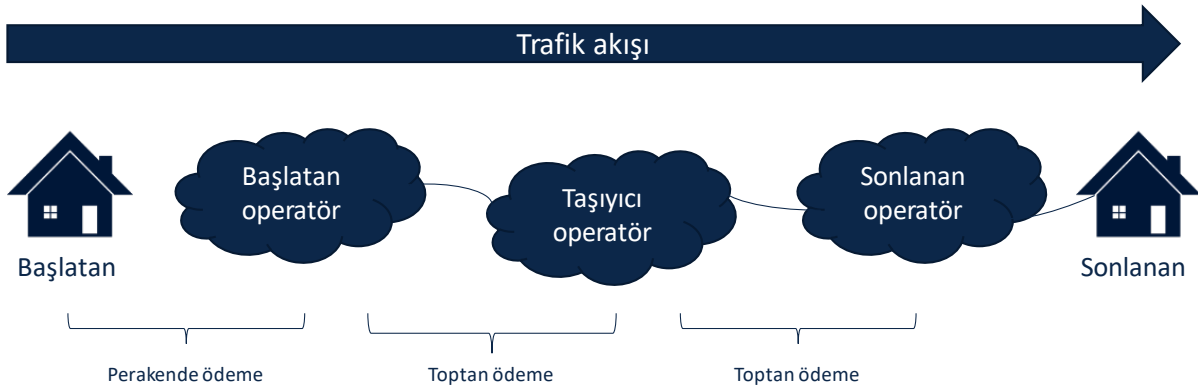 Trafik akışı
Başlatan
operatör
Taşıyıcı
operatör
Sonlanan
operatör
Başlatan
Sonlanan
Perakende ödeme
Toptan ödeme
Toptan ödeme